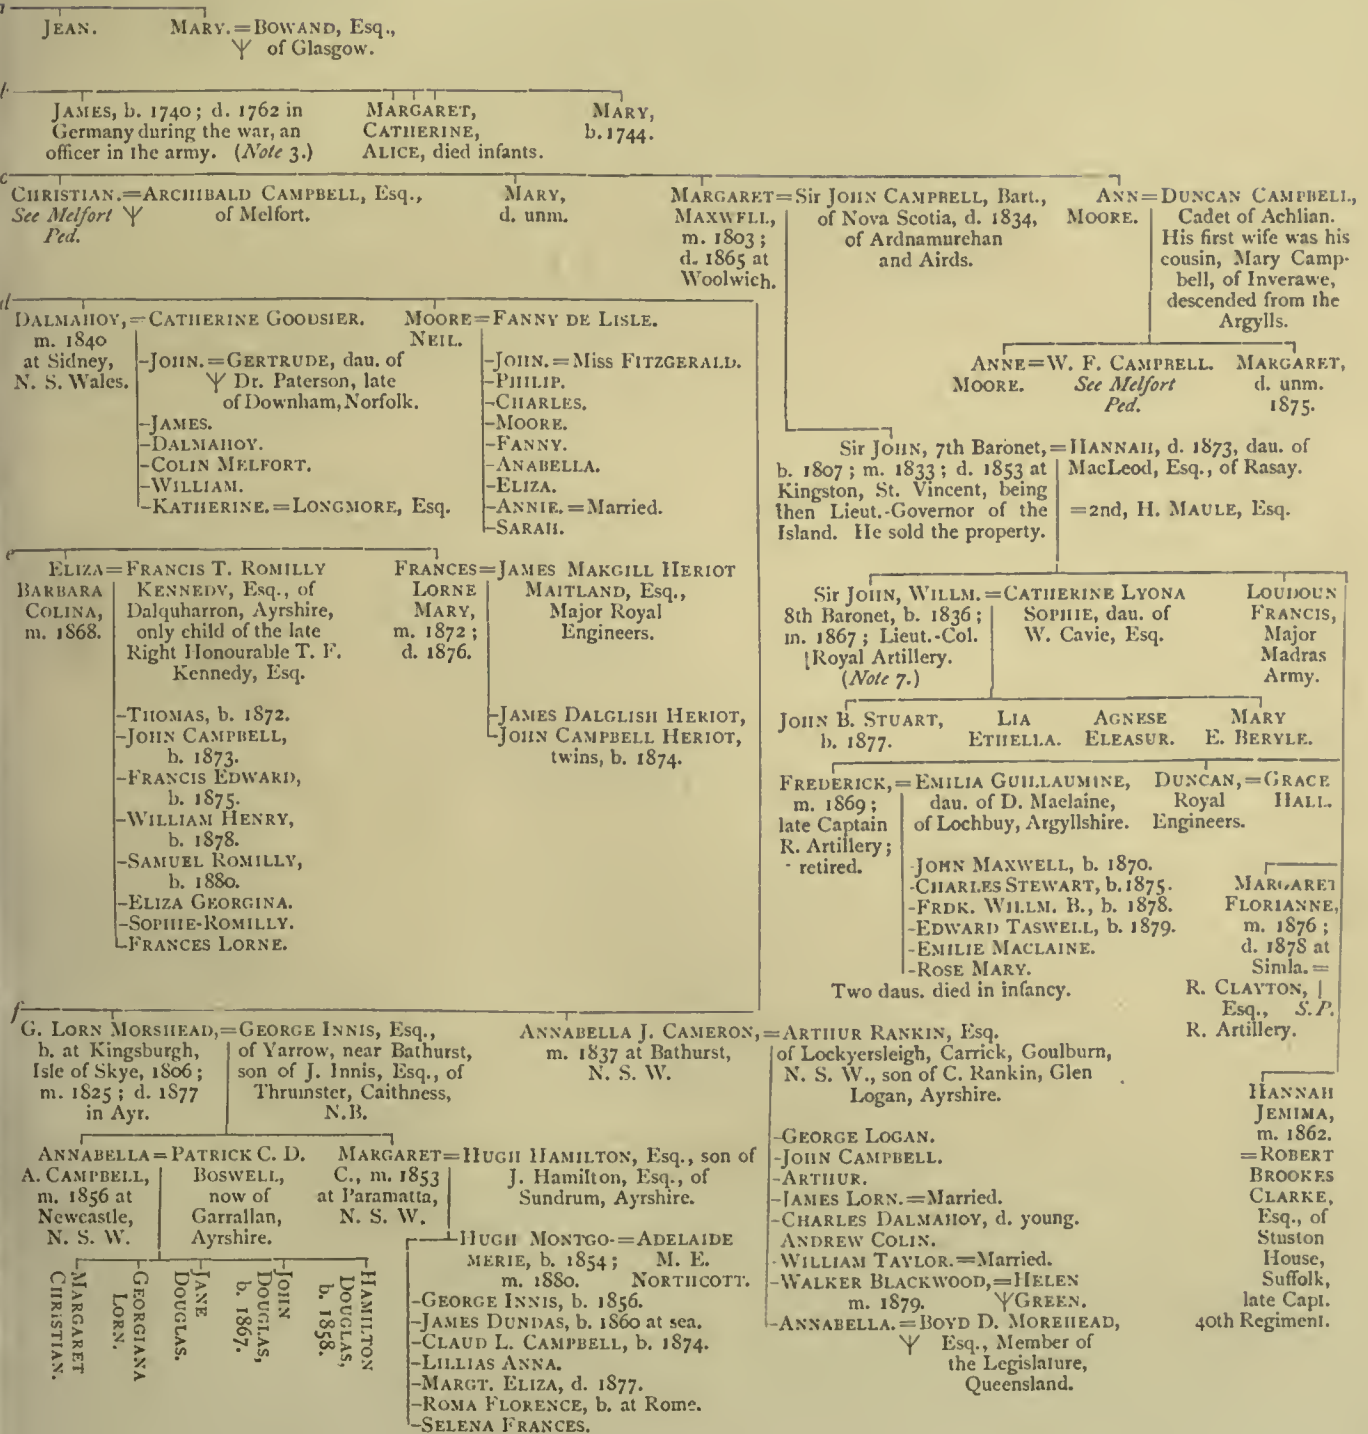 a
JEAN. MARY.=BOWAND, Esq.,
Ψ of Glasgow.
b
JAMES, b. 1740; d. 1762 in
Germany during the war, an
officer in the army. (Note 3.)
MARGARET,
CATHERINE,
ALICE, died infants.
MARY,
b. 1744.
c
CHRISTIAN.=ARCHIBALD CAMPBELL, Esq.,
See Melfort Ψ of Melfort.
Ped.
MARY,
d. unm.
MARGARET=Sir JOHN CAMPBELL, Bart.,
MAXWELL, of Nova Scotia, d. 1834,
m. 1803; of Ardnamurchan
d. 1865 at and Airds.
Woolwich.
ANN=DUNCAN CAMPBELL,
MOORE. Cadet of Achlian.
His first wife was his
cousin, Mary Camp-
bell, of Inverawe,
descended from the
Argylls.
ANNE=W. F. CAMPBELL. MARGARET,
MOORE. See Melfort d. unm.
Ped. 1875.
d
DALMAHOY,=CATHERINE GOODSIER.
m. 1840
at Sidney,
N. S. Wales.
-JOHN.=GERTRUDE, dau. of
Ψ Dr. Paterson, late
of Downham, Norfolk.
-JAMES.
-DALMAHOY.
-COLIN MELFORT.
-WILLIAM.
-KATHERINE.=LONGMORE, Esq.
MOORE=FANNY DE LISLE.
NEIL.
-JOHN.=Miss FITZGERALD.
-PHILIP.
-CHARLES.
-MOORE.
-FANNY.
-ANABELLA.
-ELIZA.
-ANNIE.=Married.
-SARAH.
Sir JOHN, 7th Baronet,=HANNAH, d. 1873, dau. of
b. 1807; m. 1833; d. 1853 at MacLeod, Esq., of Rasay.
Kingston, St. Vincent, being
then Lieut.-Governor of the =2nd, H. MAULE, Esq.
Island. He sold the property.
e
ELIZA=FRANCIS T. ROMILLY
BARBARA KENNEDY, Esq., of
COLINA, Dalquharron, Ayrshire,
m. 1868. only child of the late
Right Honourable T. F.
Kennedy, Esq.
-THOMAS, b. 1872.
-JOHN CAMPBELL,
b. 1873.
-FRANCIS EDWARD,
b. 1875.
-WILLIAM HENRY,
b. 1878.
-SAMUEL ROMILLY,
b. 1880.
-ELIZA GEORGINA.
-SOPHIE-ROMILLY.
-FRANCES LORNE.
FRANCES=JAMES MAKGILL HERIOT
LORNE MAITLAND, Esq.,
MARY, Major Royal
m. 1872; Engineers.
d. 1876.
-JAMES DALGLISH HERIOT,
-JOHN CAMPBELL HERIOT,
twins, b. 1874.
Sir JOHN, WILLM.=CATHERINE LYONA
8th Baronet, b. 1836; SOPHIE, dau. of
m. 1867; Lieut.-Col. W. Cavie, Esq.
Royal Artillery.
(Note 7.)
LOUDOUN
FRANCIS,
Major
Madras
Army.
JOHN B. STUART, LIA AGNESE MARY
b. 1877. ETHELLA. ELEASUR. E. BERYLE.
FREDERICK,=EMILIA GUILLAUMINE,
m. 1869; dau. of D. Maclaine,
late Captain of Lochbuy, Argyllshire.
R. Artillery;
retired.
-JOHN MAXWELL, b. 1870.
-CHARLES STEWART, b. 1875.
-FRDK. WILLM. B., b. 1878.
-EDWARD TASWELL, b. 1879.
-EMILIE MACLAINE.
-ROSE MARY.
Two daus. died in infancy.
DUNCAN,=GRACE
Royal HALL.
Engineers.
MARGARET
FLORIANNE,
m. 1876;
d. 1878 at
Simla.=
R. CLAYTON,
Esq., S.P.
R. Artillery.
f
G. LORN MORSHEAD,=GEORGE INNIS, Esq.,
b. at Kingsburgh, of Yarrow, near Bathurst,
Isle of Skye, 1806; son of J. Innis, Esq., of
m. 1825; d. 1877 Thrumster, Caithness,
in Ayr. N.B.
ANNABELLA J. CAMERON,=ARTHUR RANKIN, Esq.
m. 1837 at Bathurst, of Lockyersleigh, Carrick, Goulburn,
N. S. W. N. S. W., son of C. Rankin, Glen
Logan, Ayrshire.
-GEORGE LOGAN.
-JOHN CAMPBELL.
-ARTHUR.
-JAMES LORN.=Married.
-CHARLES DALMAHOY, d. young.
ANDREW COLIN.
-WILLIAM TAYLOR.=Married.
-WALKER BLACKWOOD,=HELEN
m. 1879. Ψ GREEN.
-ANNABELLA.=BOYD D. MOREHEAD,
Ψ Esq., Member of
the Legislature,
Queensland.
HANNAH
JEMIMA,
m. 1862.
=ROBERT
BROOKES
CLARKE,
Esq., of
Stuston
House,
Suffolk,
late Capt.
40th Regiment.
ANNABELLA=PATRICK C. D.
A. CAMPBELL, BOSWELL,
m. 1856 at now of
Newcastle, Garrallan,
N. S. W. Ayrshire.
MARGARET=HUGH HAMILTON, Esq., son of
C., m. 1853 J. Hamilton, Esq., of
at Paramatta, Sundrum, Ayrshire.
N. S. W.
MARGARET
CHRISTIAN.
GEORGIANA
LORN.
JANE
DOUGLAS.
JOHN
DOUGLAS,
b. 1867.
HAMILTON
DOUGLAS,
b. 1858.
-HUGH MONTGO-=ADELAIDE
MERIE, b. 1854; M. E.
m. 1880. NORTHCOTT.
-GEORGE INNIS, b. 1856.
-JAMES DUNDAS, b. 1860 at sea.
-CLAUD L. CAMPBELL, b. 1874.
-LILLIAS ANNA.
-MARGT. ELIZA, d. 1877.
-ROMA FLORENCE, b. at Rome.
-SELENA FRANCES.